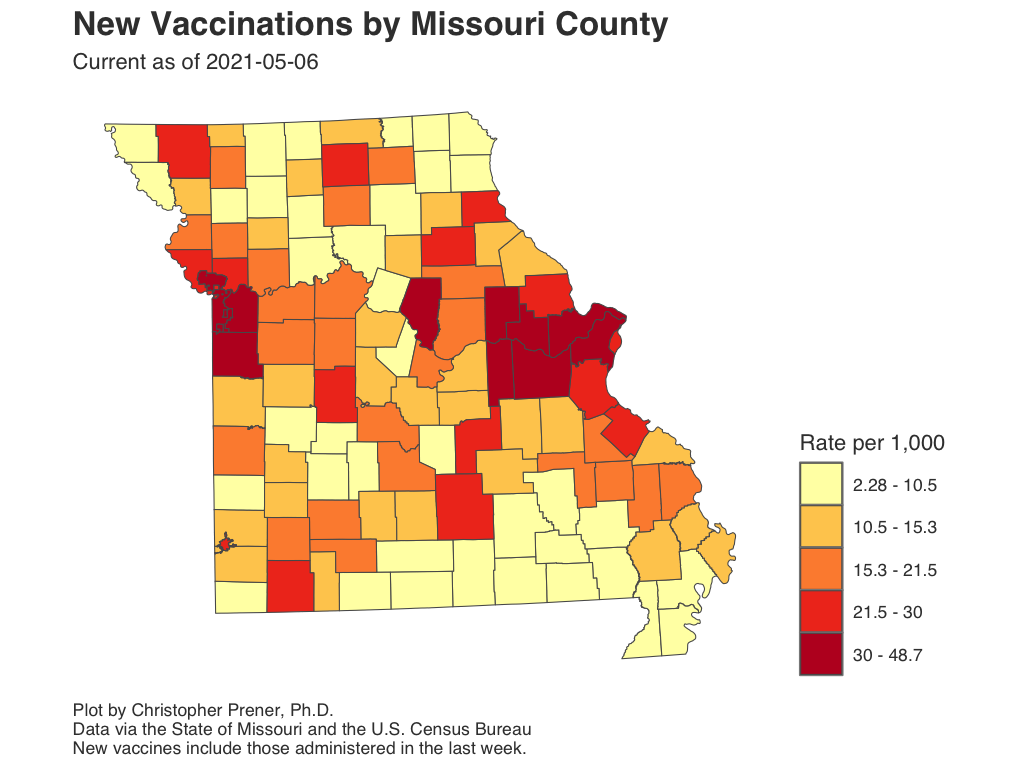 New Vaccinations by Missouri County
Current as of 2021-05-06
Rate per 1,000
2.28 - 10.5
10.5 - 15.3
15.3 - 21.5
21.5 - 30
30 - 48.7
Plot by Christopher Prener, Ph.D.
Data via the State of Missouri and the U.S. Census Bureau
New vaccines include those administered in the last week.